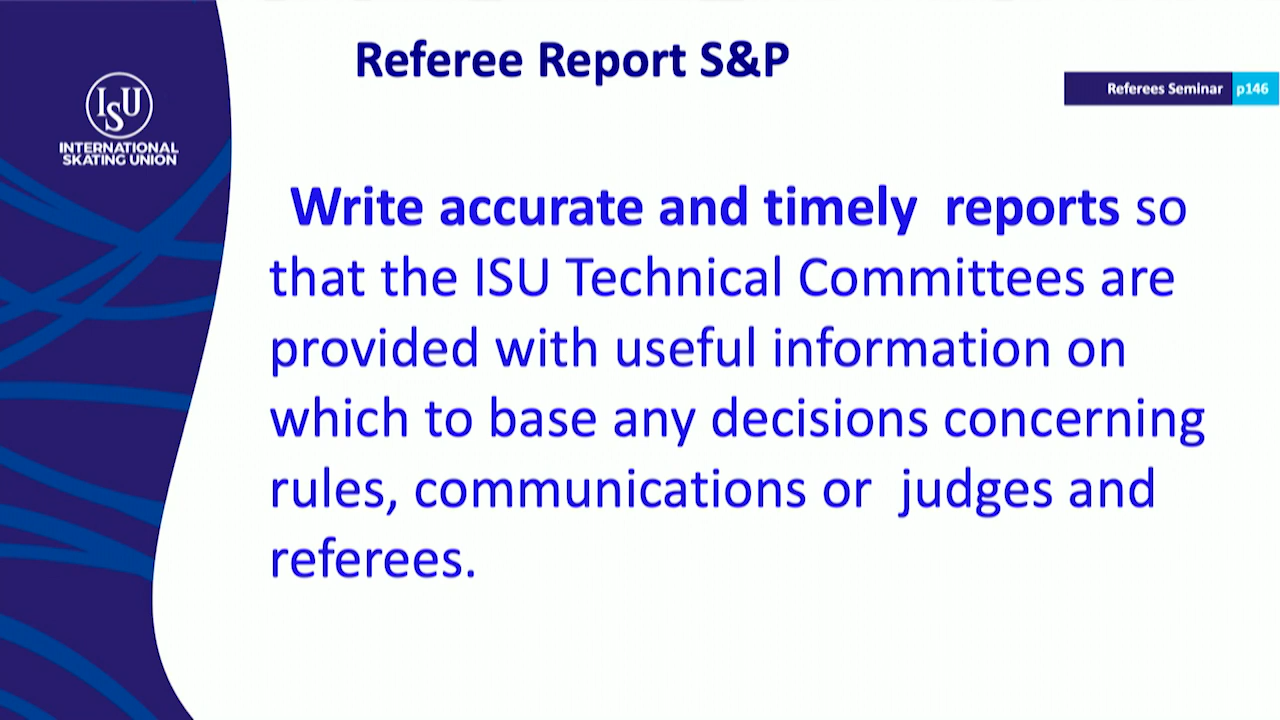 Referee Report S&P
Referees Seminar p146
ISU
INTERNATIONAL
SKATING UNION
Write accurate and timely reports so
that the ISU Technical Committees are
provided with useful information on
which to base any decisions concerning
rules, communications or judges and
referees.